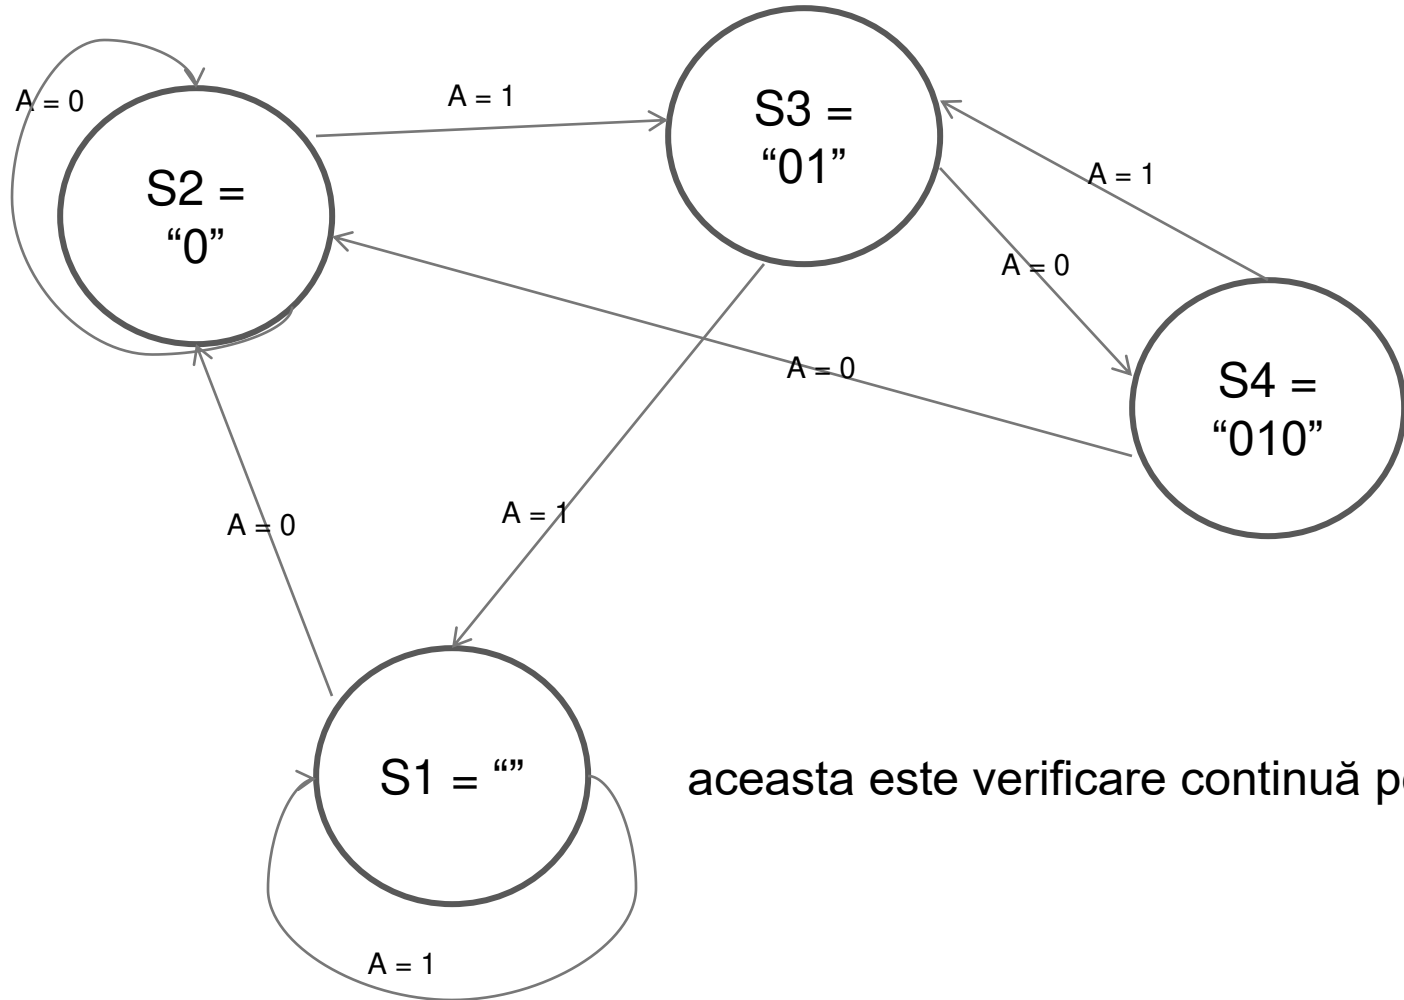 A = 0
A = 1
S3 =
“01”
S2 =
“0”
A = 1
A = 0
A = 0
S4 =
“010”
A = 0
A = 1
S1 = “”
aceasta este verificare continuă
A = 1